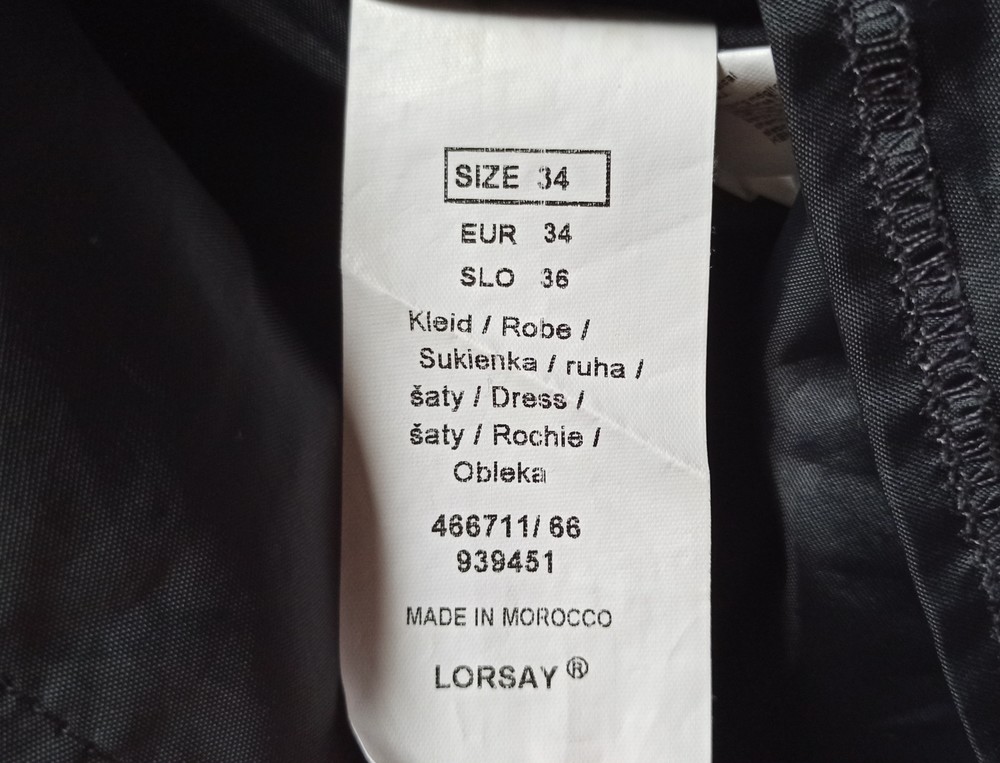 SIZE 34
EUR 34
SLO 36
Kleid / Robe /
Sukienka / ruha /
šaty / Dress /
šaty / Rochie /
Obleka
466711/ 66
939451
MADE IN MOROCCO
LORSAY ®